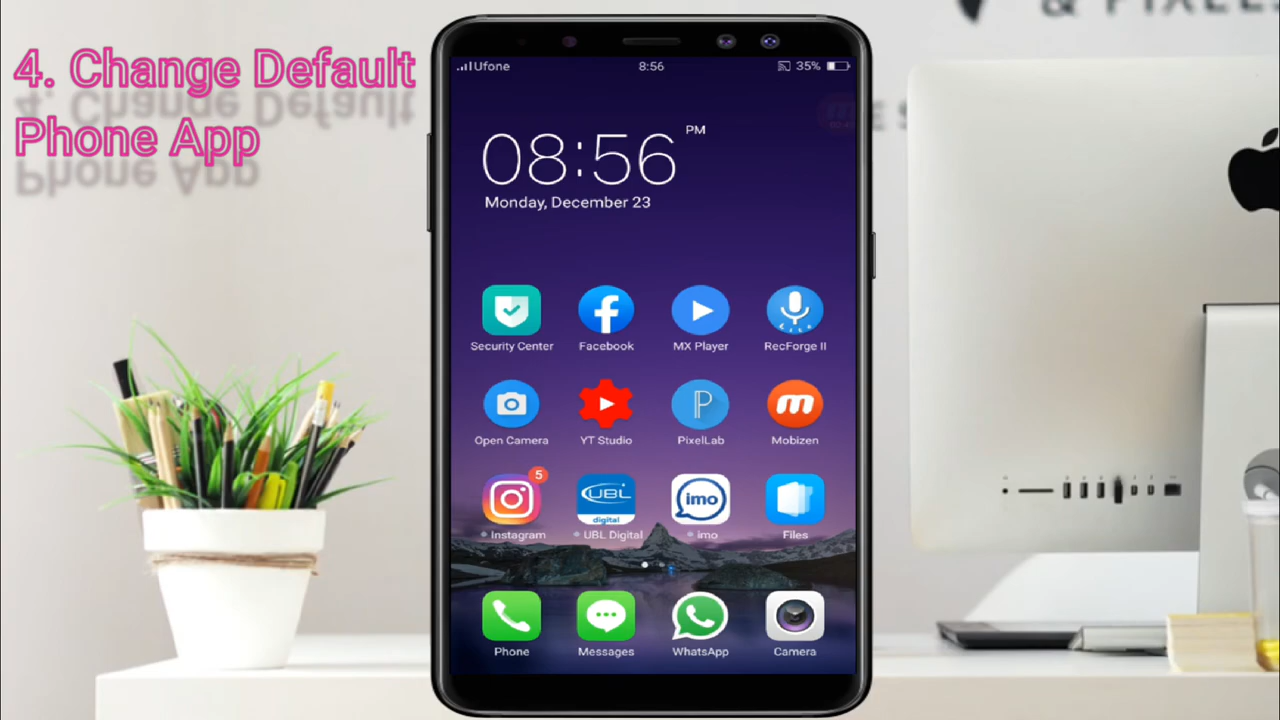 4. Change Default
Phone App
Ufone
8:56
35%
08:56 PM
Monday, December 23
Security Center
Facebook
MX Player
RecForge II
Open Camera
YT Studio
PixelLab
Mobizen
5
UBL
digital
imo
Instagram
UBL Digital
imo
Files
Phone
Messages
WhatsApp
Camera